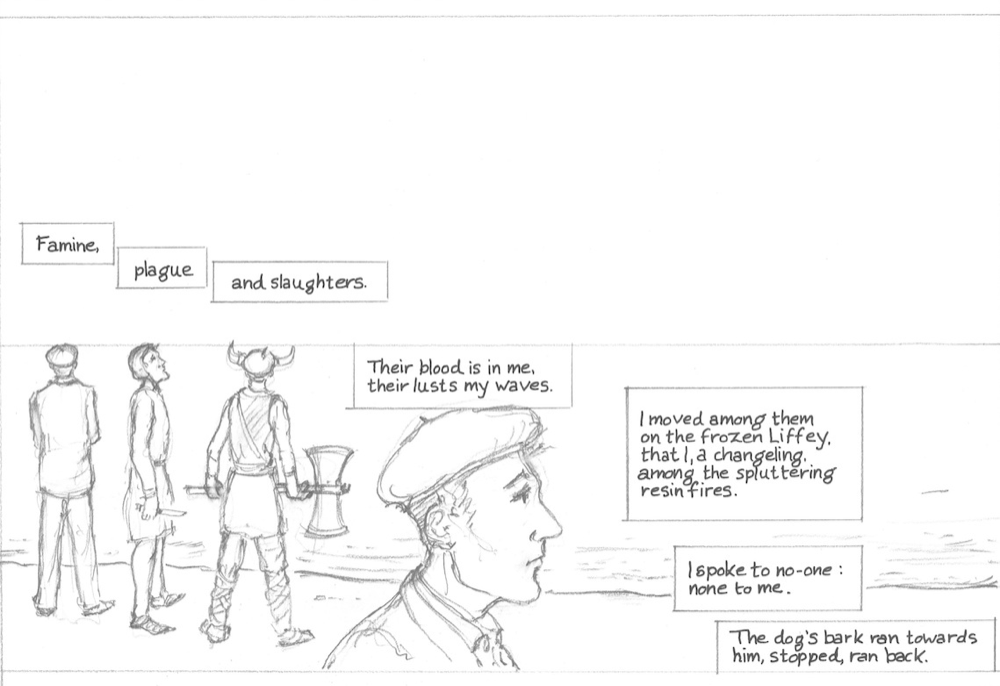 Famine,
plague
and slaughters.
Their blood is in me,
their lusts my waves.
I moved among them
on the frozen Liffey,
that I, a changeling,
among the spluttering
resin fires.
I spoke to no-one :
none to me.
The dog's bark ran towards
him, stopped, ran back.